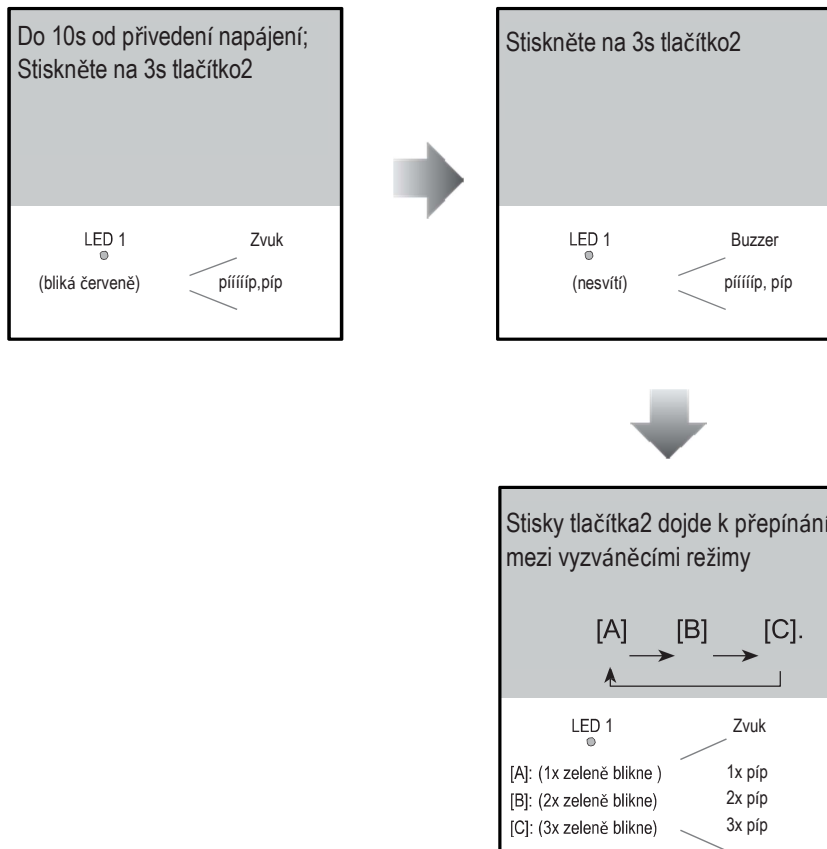 Do 10s od přivedení napájení;
Stiskněte na 3s tlačítko2
LED 1 Zvuk
(bliká červeně) píííííp,píp
Stiskněte na 3s tlačítko2
LED 1 Buzzer
(nesvítí) píííííp, píp
Stisky tlačítka2 dojde k přepínání
mezi vyzváněcími režimy
[A] [B] [C].
LED 1 Zvuk
[A]: (1x zeleně blikne ) 1x píp
[B]: (2x zeleně blikne) 2x píp
[C]: (3x zeleně blikne) 3x píp